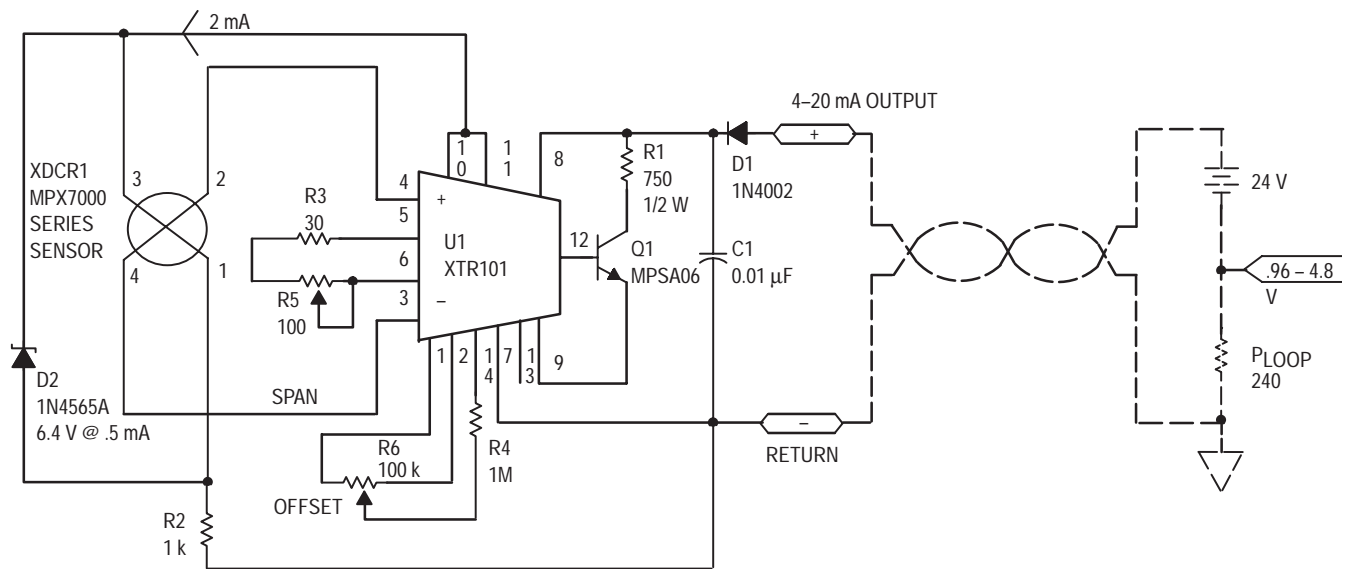 2 mA
4–20 mA OUTPUT
+
D1
1N4002
24 V
.96 – 4.8
V
PLOOP
240
XDCR1
MPX7000
SERIES
SENSOR
3
2
4
1
R3
30
R5
100
4
5
6
3
+
–
U1
XTR101
1
0
1
1
8
12
R1
750
1/2 W
Q1
MPSA06
C1
0.01 μF
1
2
1
4
7
1
3
9
D2
1N4565A
6.4 V @ .5 mA
SPAN
R6
100 k
OFFSET
R4
1M
–
RETURN
R2
1 k